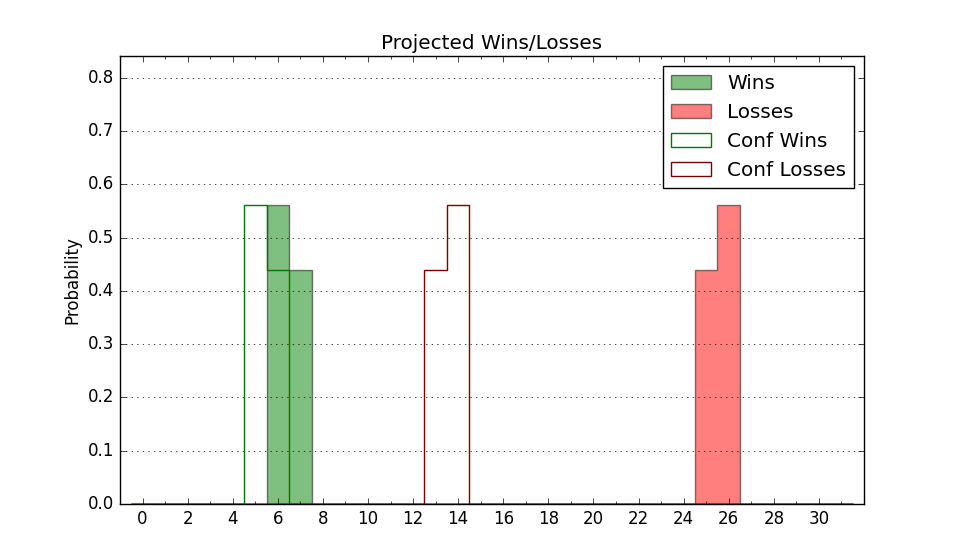 Projected Wins/Losses
Wins
Losses
Conf Wins
Conf Losses
Probability
0.8
0.7
0.6
0.5
0.4
0.3
0.2
0.1
0.0
0 2 4 6 8 10 12 14 16 18 20 22 24 26 28 30